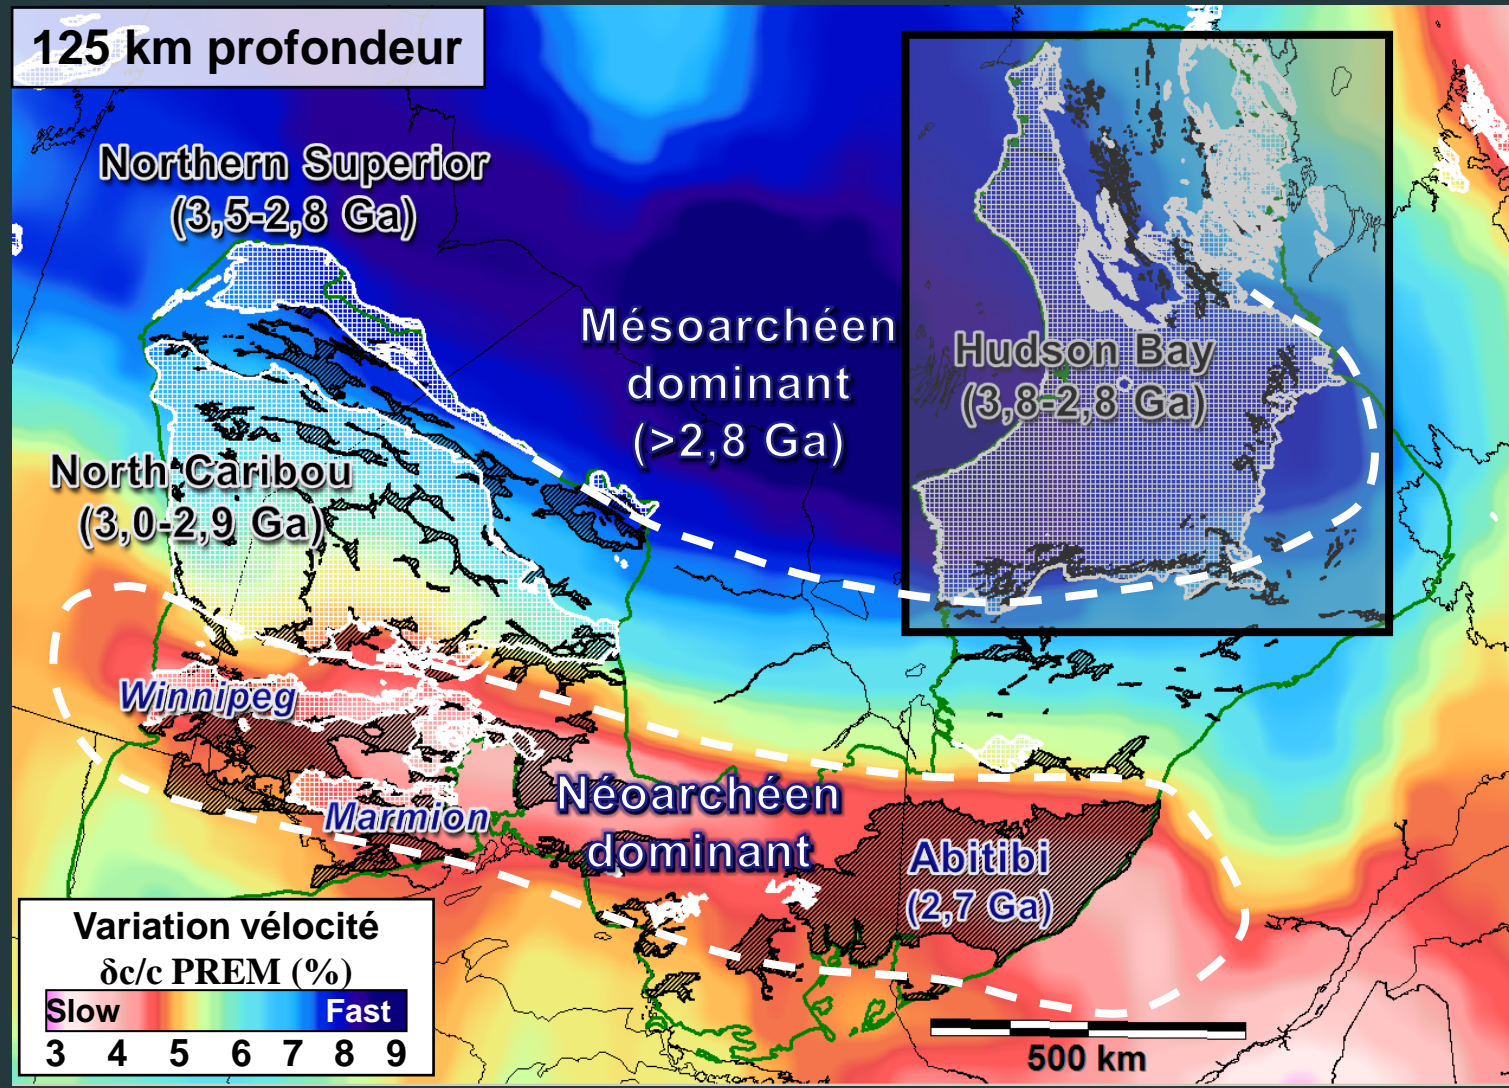 125 km profondeur
Northern Superior
(3,5-2,8 Ga)
Mésoarchéen
dominant
(>2,8 Ga)
Hudson Bay
(3,8-2,8 Ga)
North Caribou
(3,0-2,9 Ga)
Winnipeg
Marmion
Néoarchéen
dominant
Abitibi
(2,7 Ga)
Variation vélocité
δc/c PREM (%)
Slow Fast
3 4 5 6 7 8 9
500 km